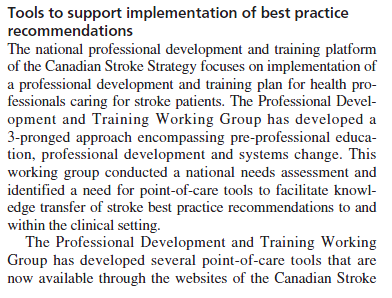 Tools to support implementation of best practice
recommendations
The national professional development and training platform
of the Canadian Stroke Strategy focuses on implementation of
a professional development and training plan for health pro-
fessionals caring for stroke patients. The Professional Devel-
opment and Training Working Group has developed a
3-pronged approach encompassing pre-professional educa-
tion, professional development and systems change. This
working group conducted a national needs assessment and
identified a need for point-of-care tools to facilitate knowl-
edge transfer of stroke best practice recommendations to and
within the clinical setting.
The Professional Development and Training Working
Group has developed several point-of-care tools that are
now available through the websites of the Canadian Stroke